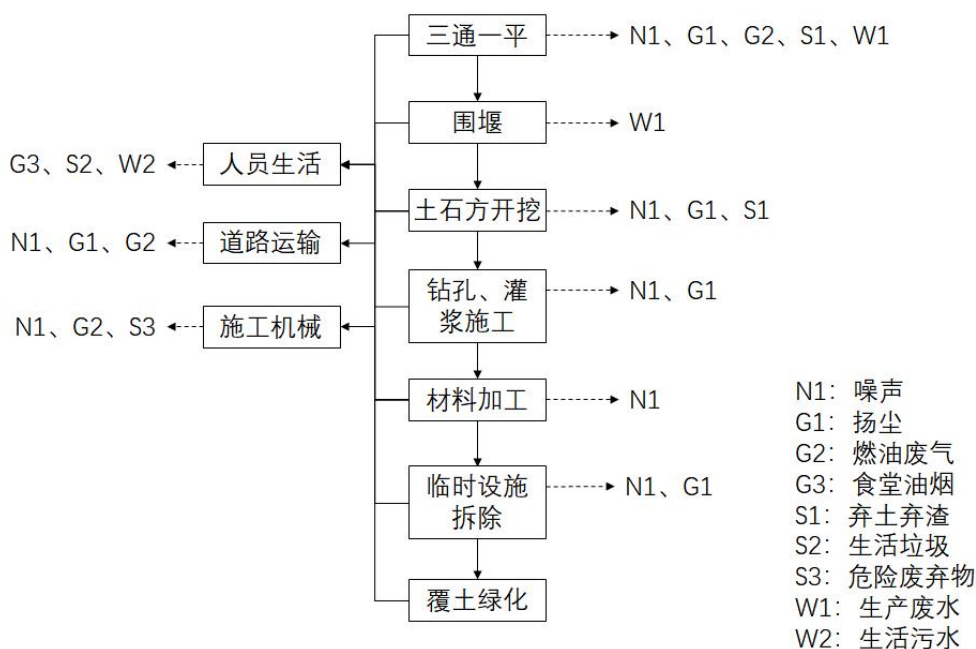 三通一平
N1、G1、G2、S1、W1
围堰
W1
G3、S2、W2
人员生活
土石方开挖
N1、G1、S1
N1、G1、G2
道路运输
钻孔、灌
浆施工
N1、G1
N1、G2、S3
施工机械
材料加工
N1
临时设施
拆除
N1、G1
覆土绿化
N1：噪声
G1：扬尘
G2：燃油废气
G3：食堂油烟
S1：弃土弃渣
S2：生活垃圾
S3：危险废弃物
W1：生产废水
W2：生活污水